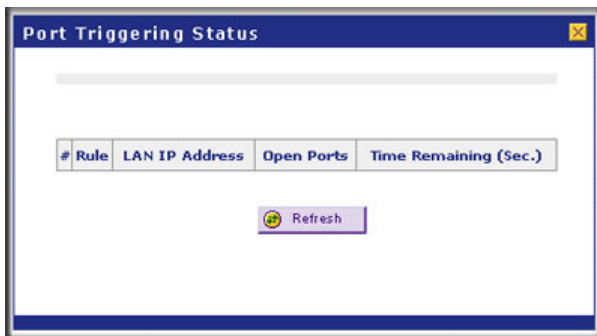 Port Triggering Status
# Rule LAN IP Address Open Ports Time Remaining (Sec.)
Refresh